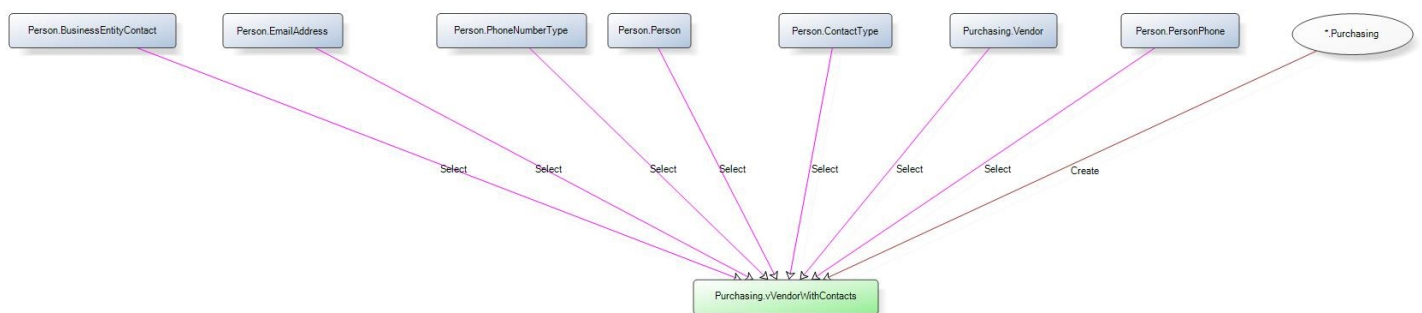 Person.BusinessEntityContact
Person.EmailAddress
Person.PhoneNumberType
Person.Person
Person.ContactType
Purchasing.Vendor
Person.PersonPhone
*.Purchasing
Select
Select
Select
Select
Select
Select
Select
Create
Purchasing.vVendorWithContacts